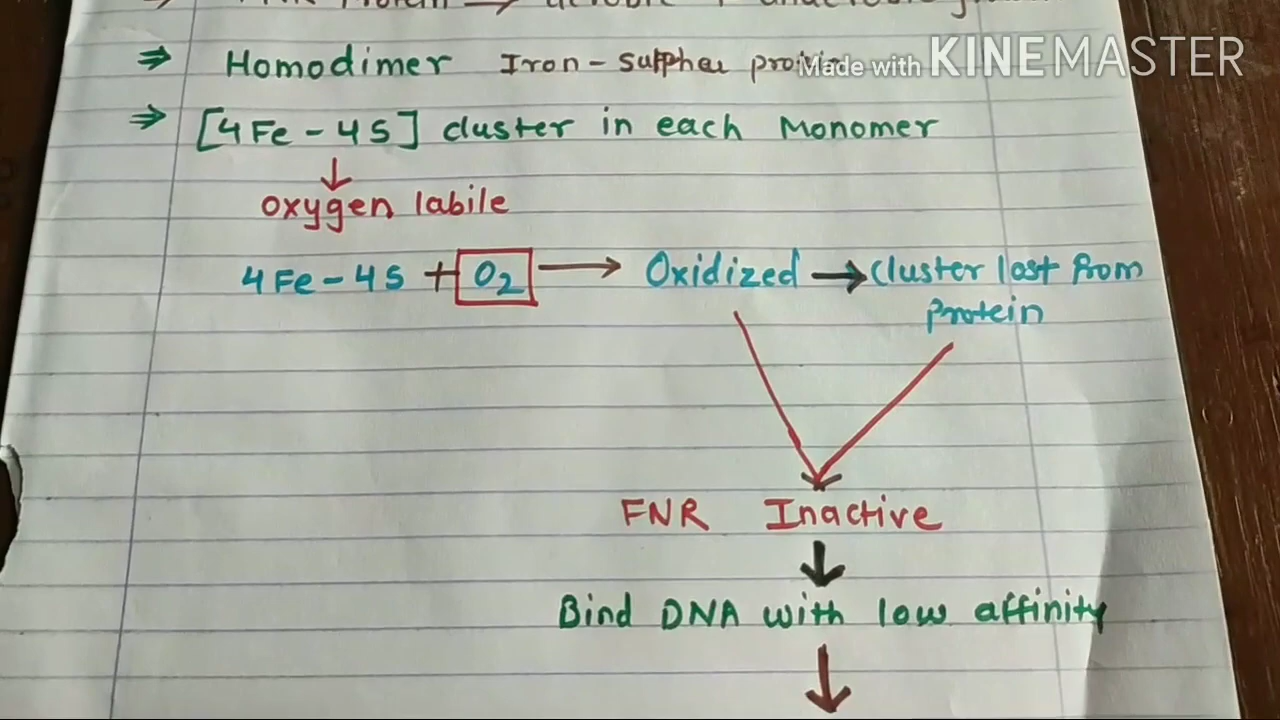 ⇒ Homodimer Iron-sulpher
Made with KINEMASTER
⇒ [4Fe-4S] cluster in each Monomer
↓
oxygen labile
4Fe-4S + O2 → Oxidized → Cluster lost from
protein
FNR Inactive
↓
Bind DNA with low affinity
↓